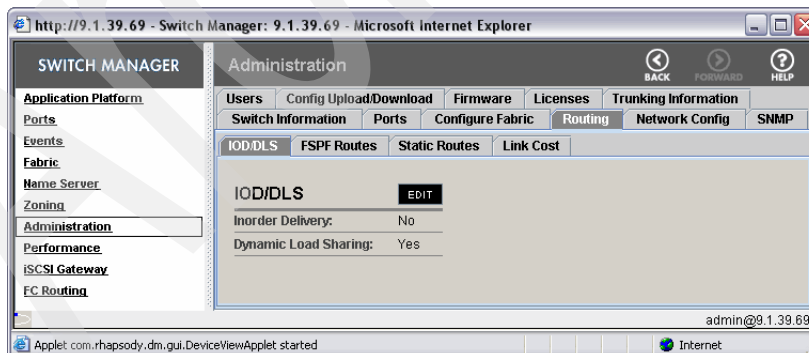 http://9.1.39.69 - Switch Manager: 9.1.39.69 - Microsoft Internet Explorer
SWITCH MANAGER
Administration
BACK
FORWARD
HELP
Application Platform
Ports
Events
Fabric
Name Server
Zoning
Administration
Performance
iSCSI Gateway
FC Routing
Users Config Upload/Download Firmware Licenses Trunking Information
Switch Information Ports Configure Fabric Routing Network Config SNMP
IOD/DLS FSPF Routes Static Routes Link Cost
IOD/DLS EDIT
Inorder Delivery: No
Dynamic Load Sharing: Yes
admin@9.1.39.69
Applet com.rhapsody.dm.gui.DeviceViewApplet started
Internet